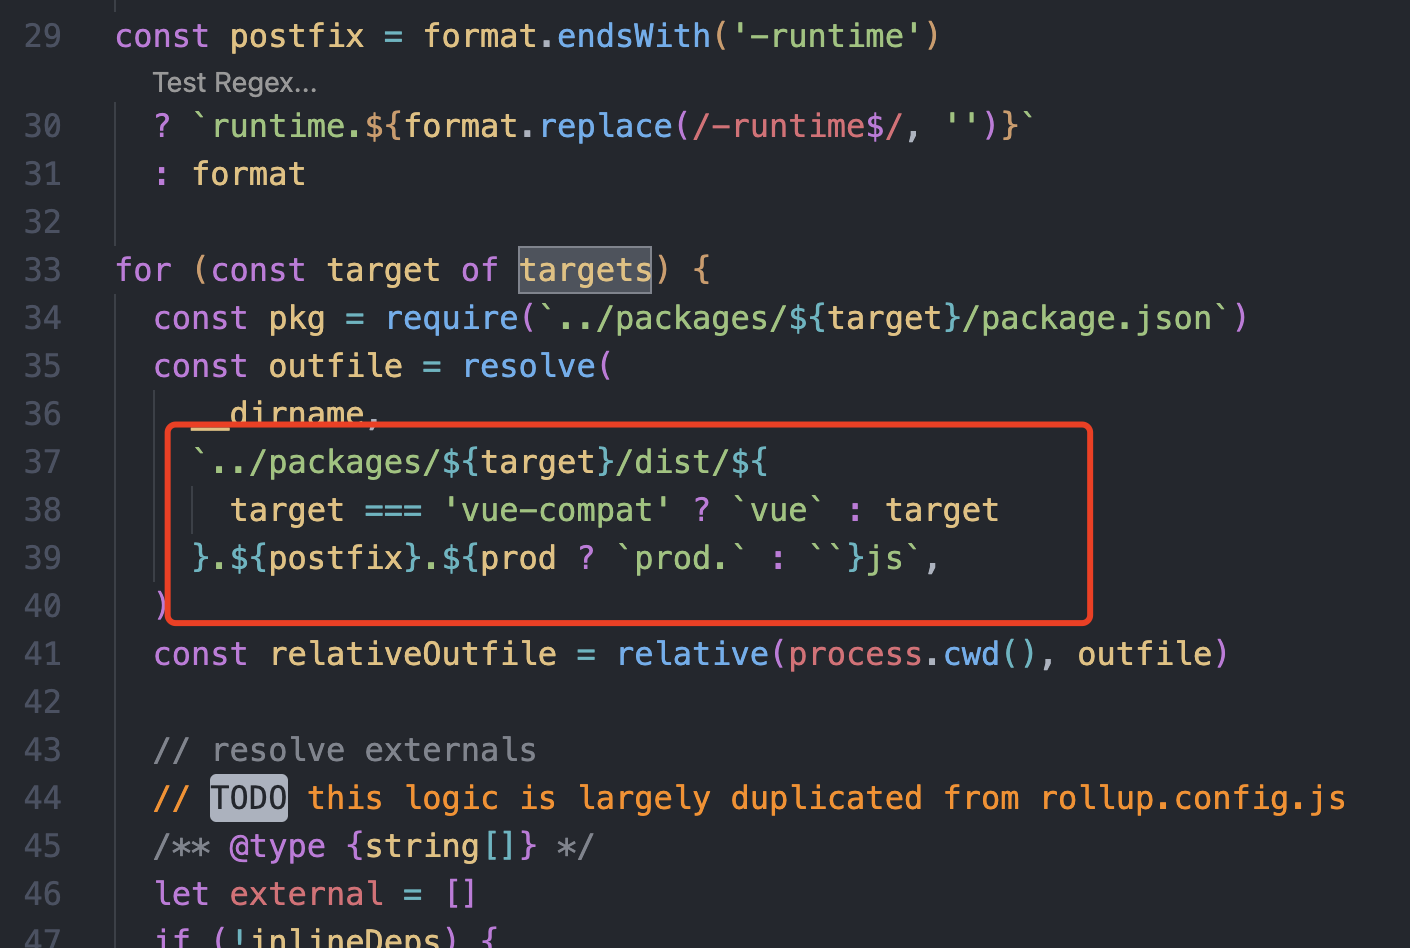 29 const postfix = format.endsWith('-runtime')
Test Regex...
30 ? `runtime.${format.replace(/-runtime$/, '')}`
31 : format
32
33 for (const target of targets) {
34 const pkg = require(`../packages/${target}/package.json`)
35 const outfile = resolve(
36 __dirname,
37 `../packages/${target}/dist/${
38 target === 'vue-compat' ? `vue` : target
39 }.${postfix}.${prod ? `prod.` : ``}js`,
40 )
41 const relativeOutfile = relative(process.cwd(), outfile)
42
43 // resolve externals
44 // TODO this logic is largely duplicated from rollup.config.js
45 /** @type {string[]} */
46 let external = []
47 if (!inlineDeps) {